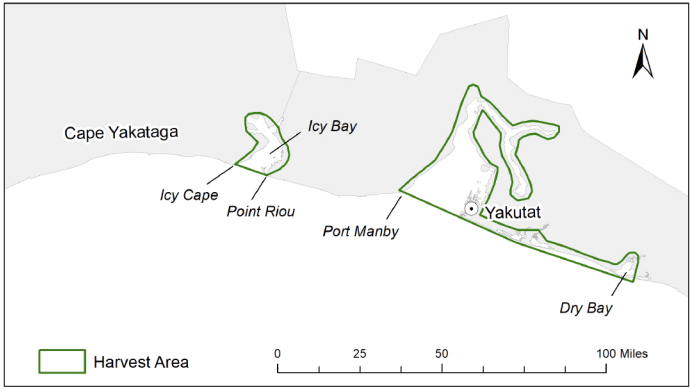 N
Cape Yakataga
Icy Bay
Icy Cape
Point Riou
Port Manby
Yakutat
Dry Bay
Harvest Area
0 25 50 100 Miles